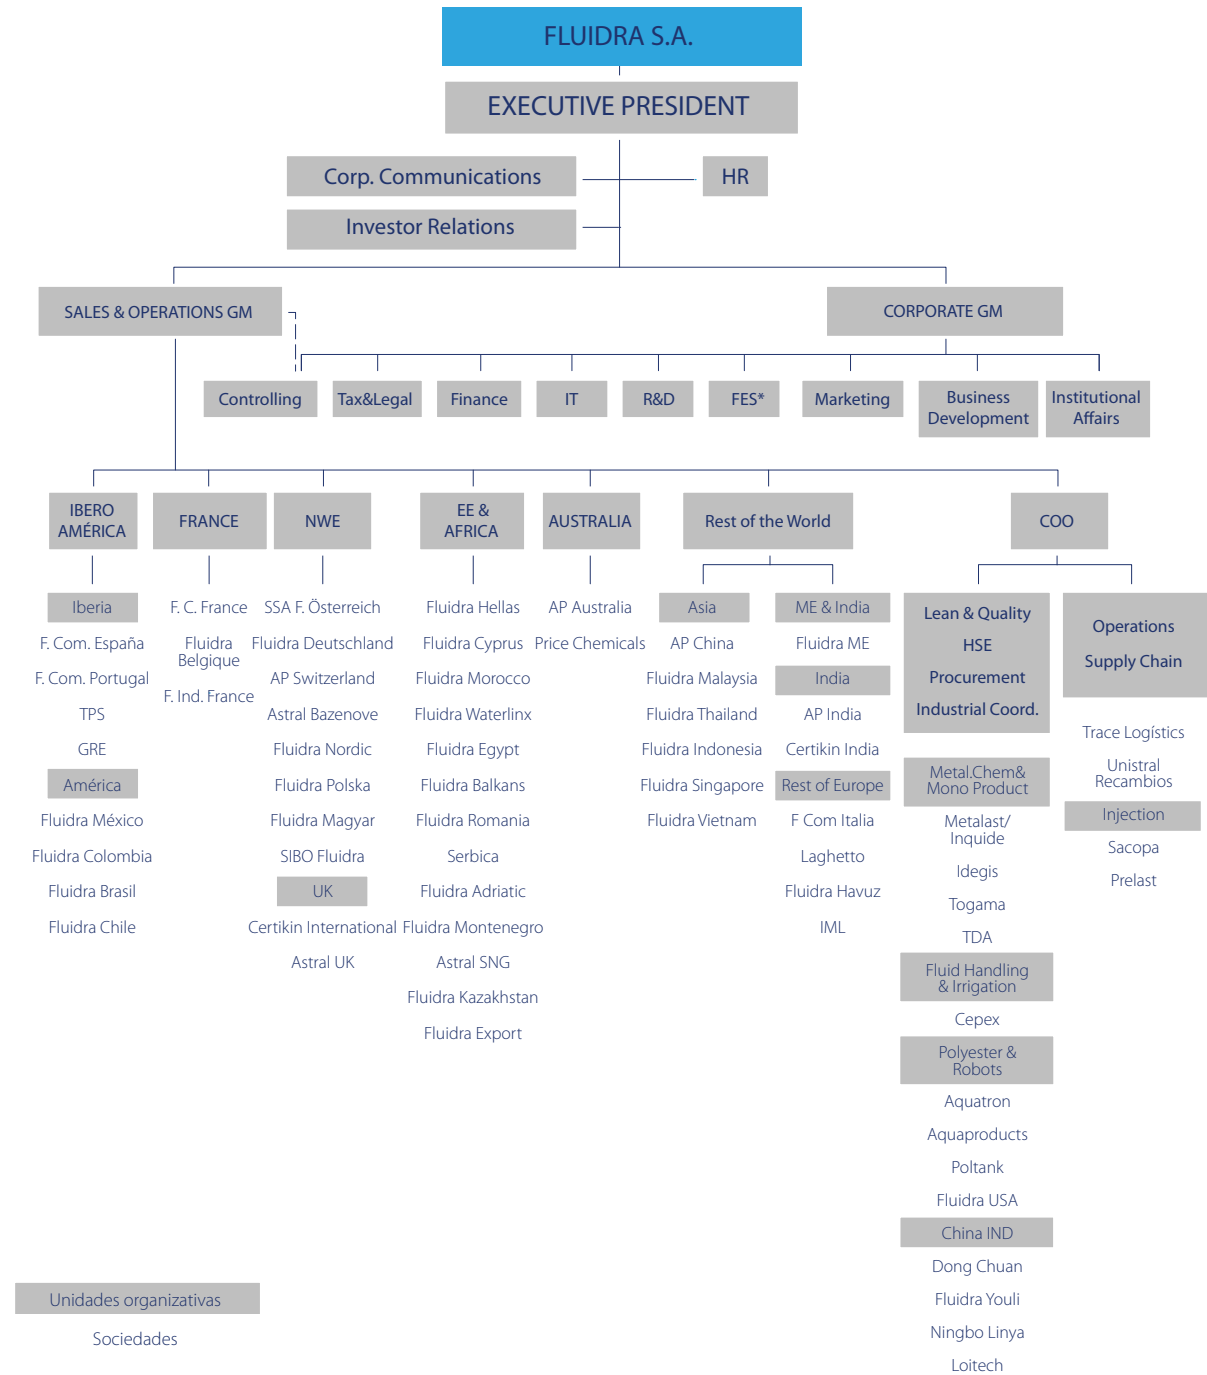 FLUIDRA S.A.
EXECUTIVE PRESIDENT
Corp. Communications
HR
Investor Relations
SALES & OPERATIONS GM
CORPORATE GM
Controlling
Tax&Legal
Finance
IT
R&D
FES*
Marketing
Business
Development
Institutional
Affairs
IBERO
AMÉRICA
FRANCE
NWE
EE &
AFRICA
AUSTRALIA
Rest of the World
COO
Iberia
F. Com. España
F. Com. Portugal
TPS
GRE
América
Fluidra México
Fluidra Colombia
Fluidra Brasil
Fluidra Chile
F. C. France
Fluidra
Belgique
F. Ind. France
SSA F. Österreich
Fluidra Deutschland
AP Switzerland
Astral Bazenove
Fluidra Nordic
Fluidra Polska
Fluidra Magyar
SIBO Fluidra
UK
Certikin International
Astral UK
Fluidra Hellas
Fluidra Cyprus
Fluidra Morocco
Fluidra Waterlinx
Fluidra Egypt
Fluidra Balkans
Fluidra Romania
Serbica
Fluidra Adriatic
Fluidra Montenegro
Astral SNG
Fluidra Kazakhstan
Fluidra Export
AP Australia
Price Chemicals
Asia
AP China
Fluidra Malaysia
Fluidra Thailand
Fluidra Indonesia
Fluidra Singapore
Fluidra Vietnam
ME & India
Fluidra ME
India
AP India
Certikin India
Rest of Europe
F Com Italia
Laghetto
Fluidra Havuz
IML
Lean & Quality
HSE
Procurement
Industrial Coord.
Metal.Chem&
Mono Product
Metalast/
Inquide
Idegis
Togama
TDA
Fluid Handling
& Irrigation
Cepex
Polyester &
Robots
Aquatron
Aquaproducts
Poltank
Fluidra USA
China IND
Dong Chuan
Fluidra Youli
Ningbo Linya
Loitech
Operations
Supply Chain
Trace Logístics
Unistral
Recambios
Injection
Sacopa
Prelast
Unidades organizativas
Sociedades